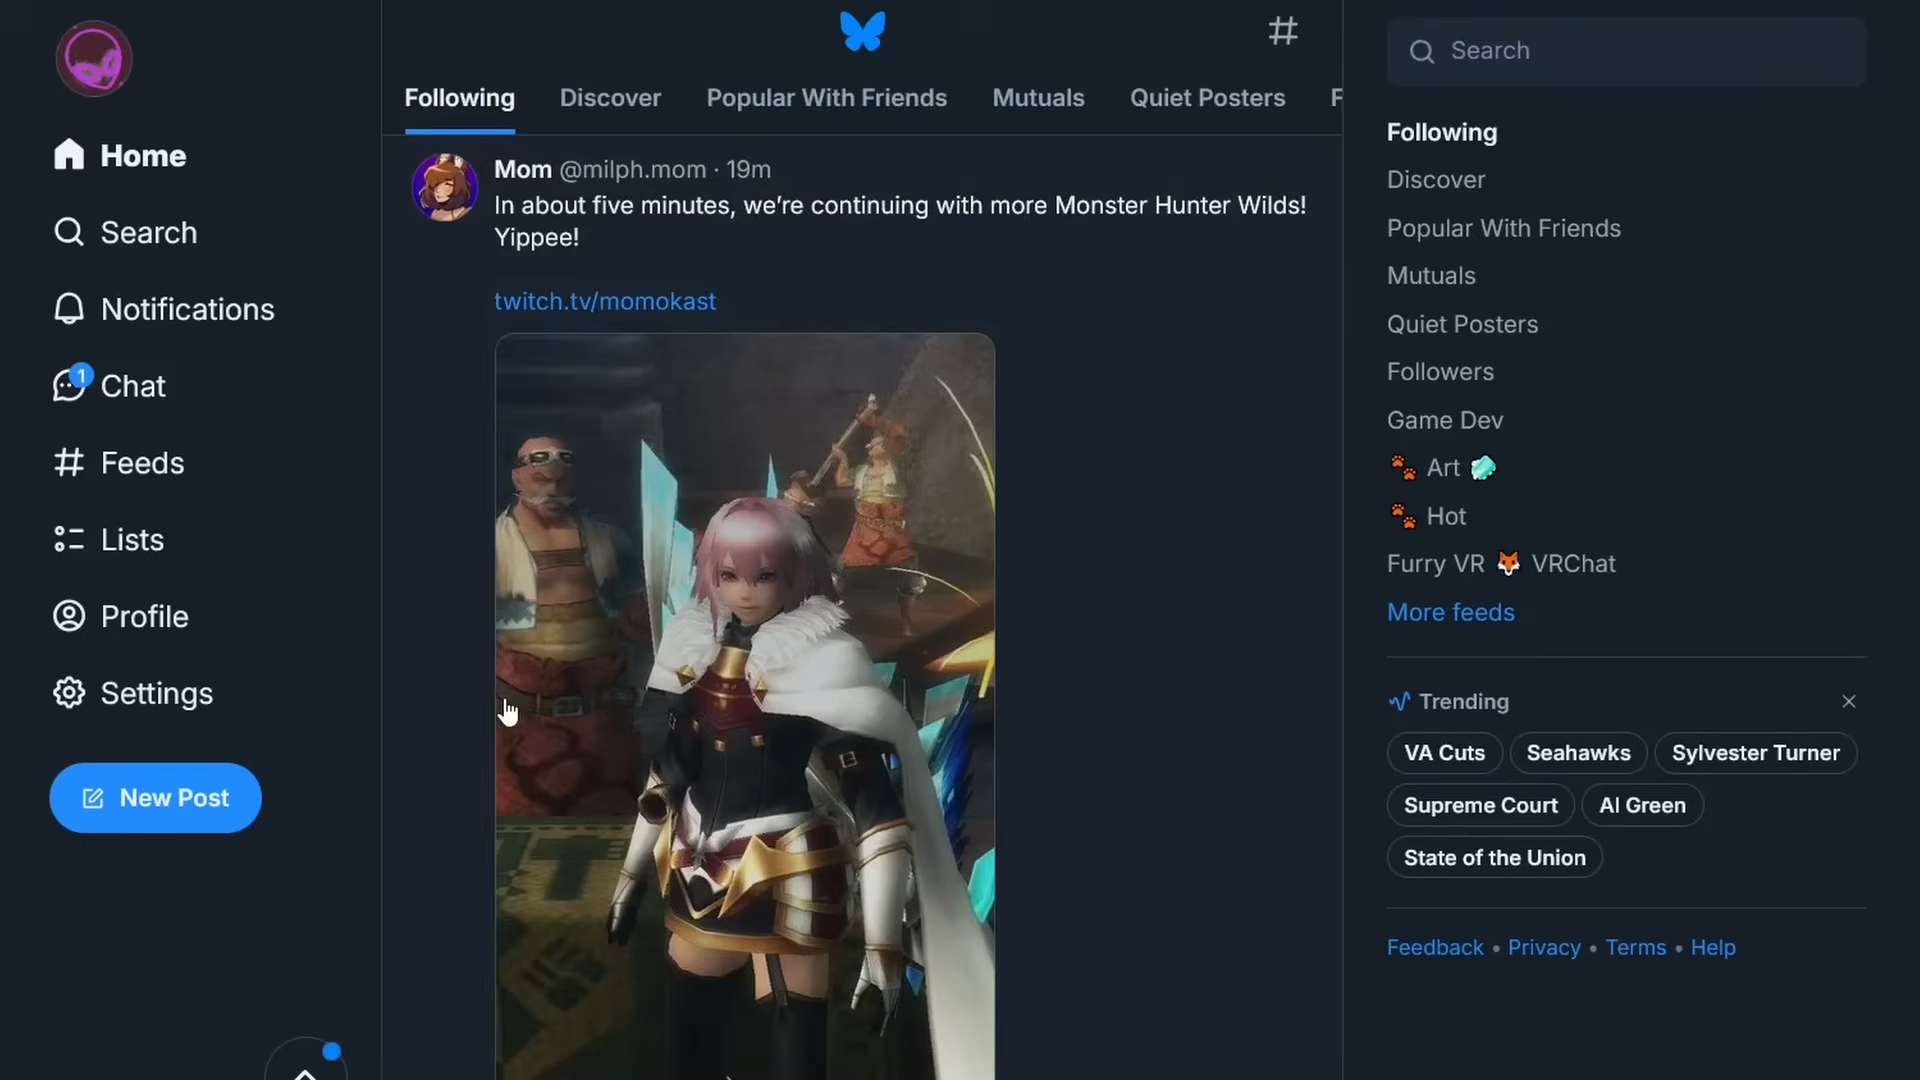 Home
Search
Notifications
1
Chat
Feeds
Lists
Profile
Settings
New Post
Following
Discover
Popular With Friends
Mutuals
Quiet Posters
F
Mom @milph.mom · 19m
In about five minutes, we’re continuing with more Monster Hunter Wilds!
Yippee!
twitch.tv/momokast
Search
Following
Discover
Popular With Friends
Mutuals
Quiet Posters
Followers
Game Dev
🐾 Art 🧼
🐾 Hot
Furry VR 🦊 VRChat
More feeds
Trending
VA Cuts
Seahawks
Sylvester Turner
Supreme Court
Al Green
State of the Union
Feedback • Privacy • Terms • Help